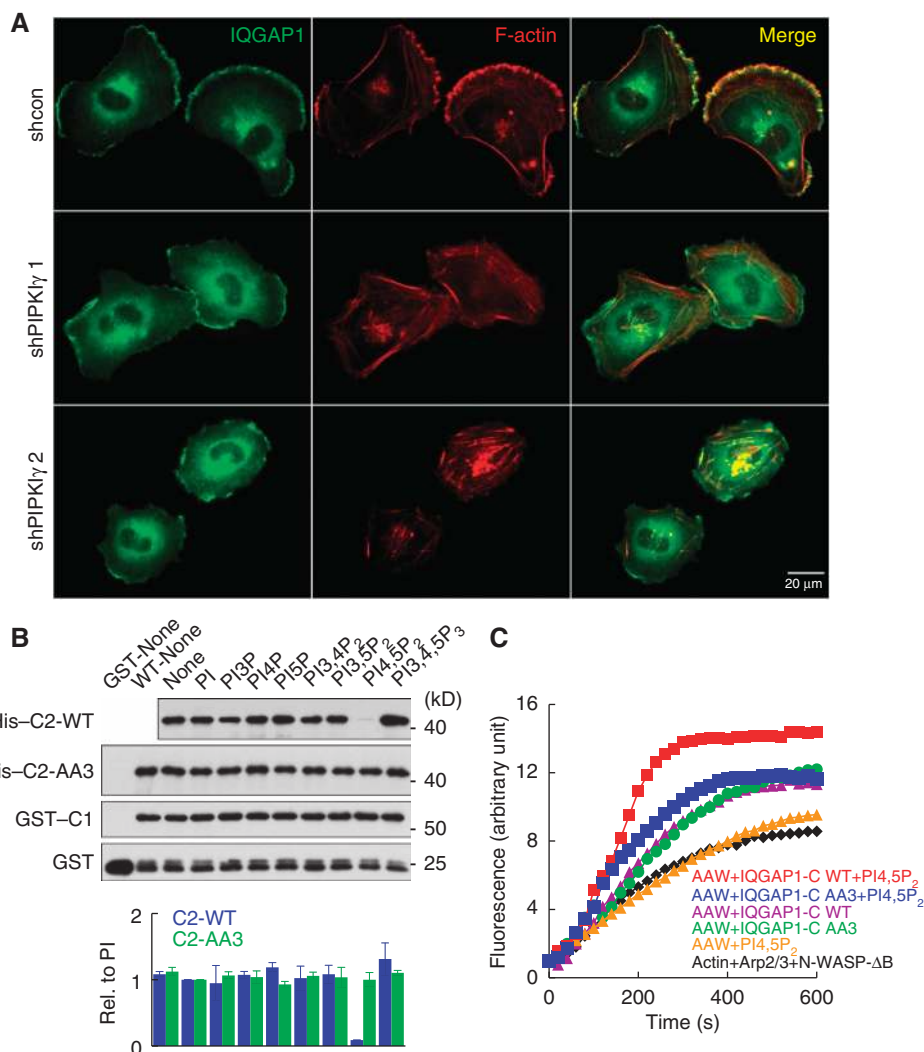 A
IQGAP1
F-actin
Merge
shcon
shPIPKIγ 1
shPIPKIγ 2
20 μm
B
GST-None
WT-None
None
PI
PI3P
PI4P
PI5P
PI3,4P2
PI3,5P2
PI4,5P2
PI3,4,5P3
(kD)
His–C2-WT
40
His–C2-AA3
40
GST–C1
50
GST
25
C2-WT
C2-AA3
Rel. to PI
2
1
0
C
Fluorescence (arbitrary unit)
16
12
8
4
0
AAW+IQGAP1-C WT+PI4,5P2
AAW+IQGAP1-C AA3+PI4,5P2
AAW+IQGAP1-C WT
AAW+IQGAP1-C AA3
AAW+PI4,5P2
Actin+Arp2/3+N-WASP-ΔB
0 200 400 600
Time (s)